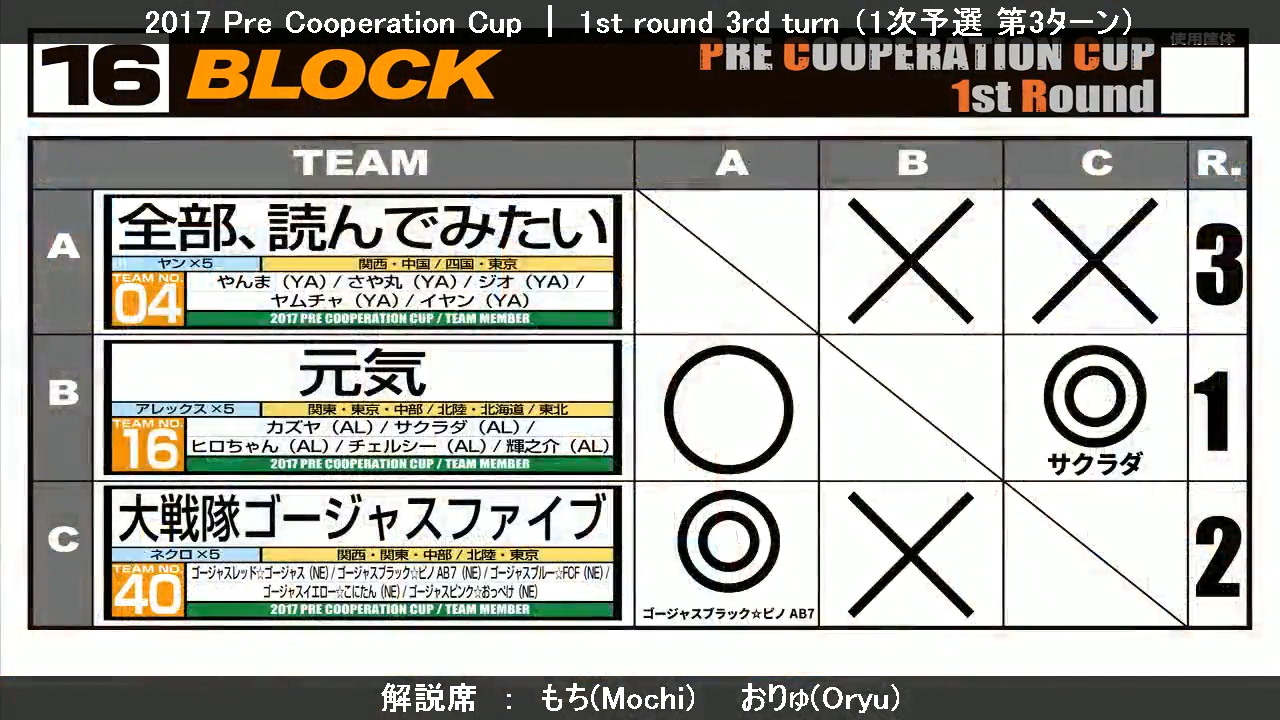 2017 Pre Cooperation Cup | 1st round 3rd turn (1次予選 第3ターン)
16 BLOCK
PRE COOPERATION CUP
1st Round
使用筐体
TEAM A B C R.
A
全部、読んでみたい
ヤン×5 関西・中国 / 四国・東京
TEAM NO.
04
やんま (YA) / さや丸 (YA) / ジオ (YA) /
ヤムチャ (YA) / イヤン (YA)
2017 PRE COOPERATION CUP / TEAM MEMBER
3
B
元気
アレックス×5 関東・東京・中部 / 北陸・北海道 / 東北
TEAM NO.
16
カズヤ (AL) / サクラダ (AL) /
ヒロちゃん (AL) / チェルシー (AL) / 輝之介 (AL)
2017 PRE COOPERATION CUP / TEAM MEMBER
サクラダ
1
C
大戦隊ゴージャスファイブ
ネクロ×5 関西・関東・中部 / 北陸・東京
TEAM NO.
40
ゴージャスレッド☆ゴージャス (NE) / ゴージャスブラック☆ピノ AB7 (NE) / ゴージャスブルー☆FCF (NE) /
ゴージャスイエロー☆こにたん (NE) / ゴージャスピンク☆おっぺけ (NE)
2017 PRE COOPERATION CUP / TEAM MEMBER
ゴージャスブラック☆ピノ AB7
2
解説席 : もち(Mochi) おりゅ(Oryu)